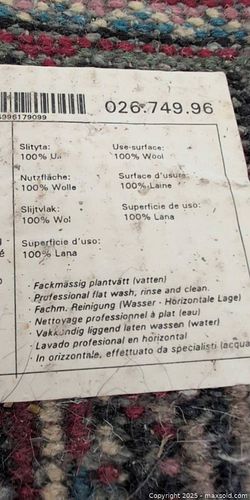 026.749.96
6996179099
Slityta:
100% Ull
Use-surface:
100% Wool
Nutzfläche:
100% Wolle
Surface d'usure:
100% Laine
Slijtvlak:
100% Wol
Superficie de uso:
100% Lana
Superficie d'uso:
100% Lana
é
· Fackmässig plantvätt (vatten)
· Professional flat wash, rinse and clean.
· Fachm. Reinigung (Wasser - Horizontale Lage)
· Nettoyage professionnel à plat (eau)
· Vakkundig liggend laten wassen (water)
· Lavado profesional en horizontal
· In orizzontale, effettuato da specialisti (acqua
Copyright 2025 - maxsold.com